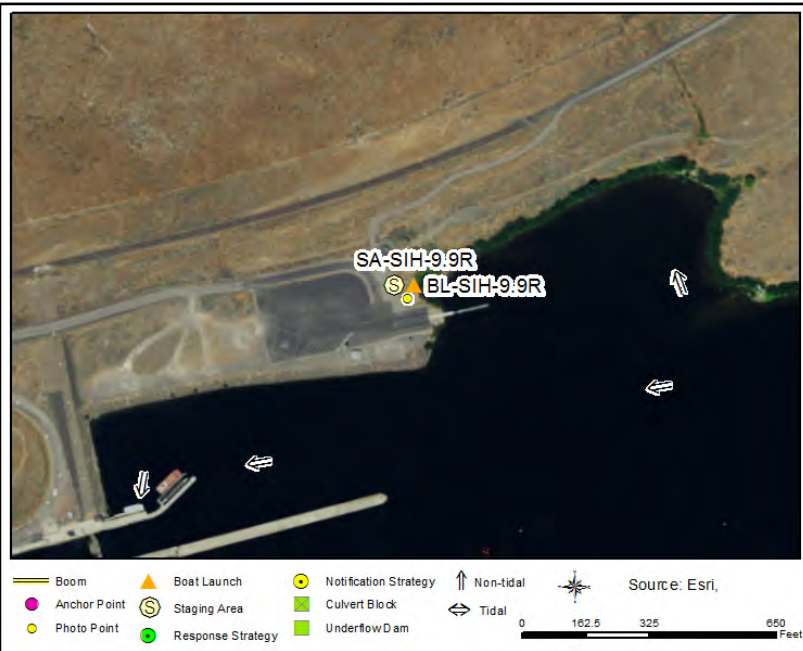 SA-SIH-9.9R
S
BL-SIH-9.9R
Boom
Boat Launch
Notification Strategy
Non-tidal
Source: Esri,
Anchor Point
S
Staging Area
Culvert Block
Tidal
Photo Point
Response Strategy
Underflow Dam
0 162.5 325 650
Feet